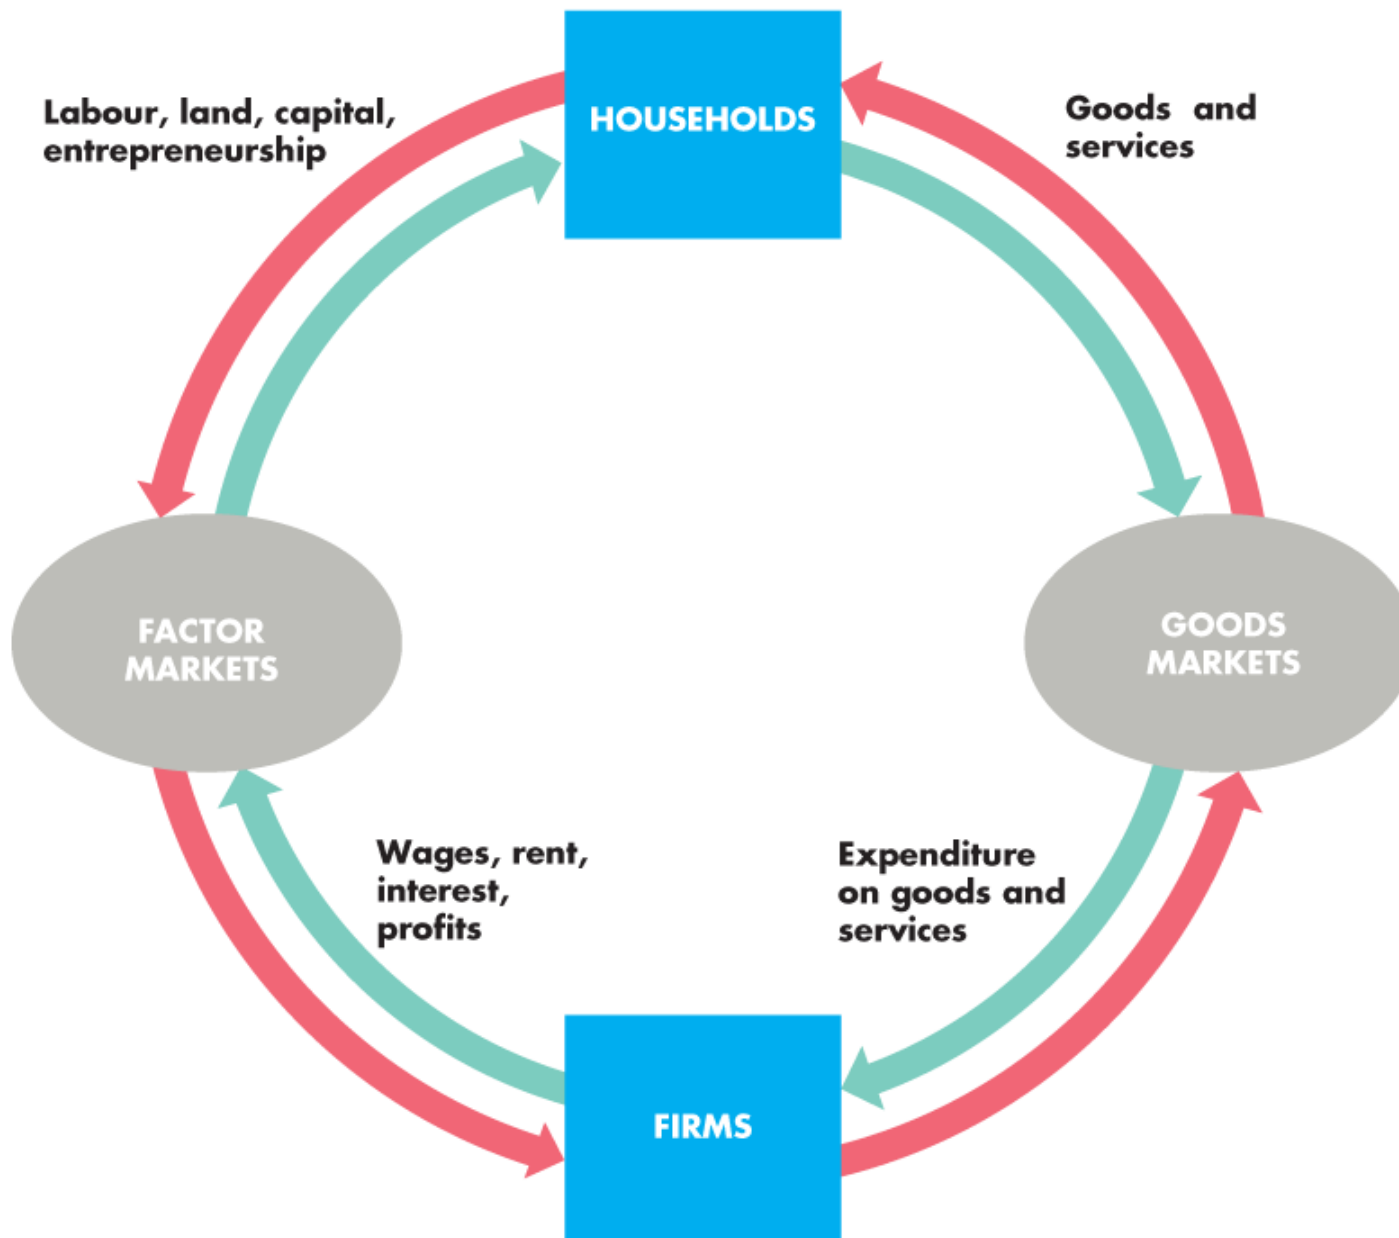 HOUSEHOLDS
Labour, land, capital,
entrepreneurship
Goods and
services
FACTOR
MARKETS
GOODS
MARKETS
Wages, rent,
interest,
profits
Expenditure
on goods and
services
FIRMS